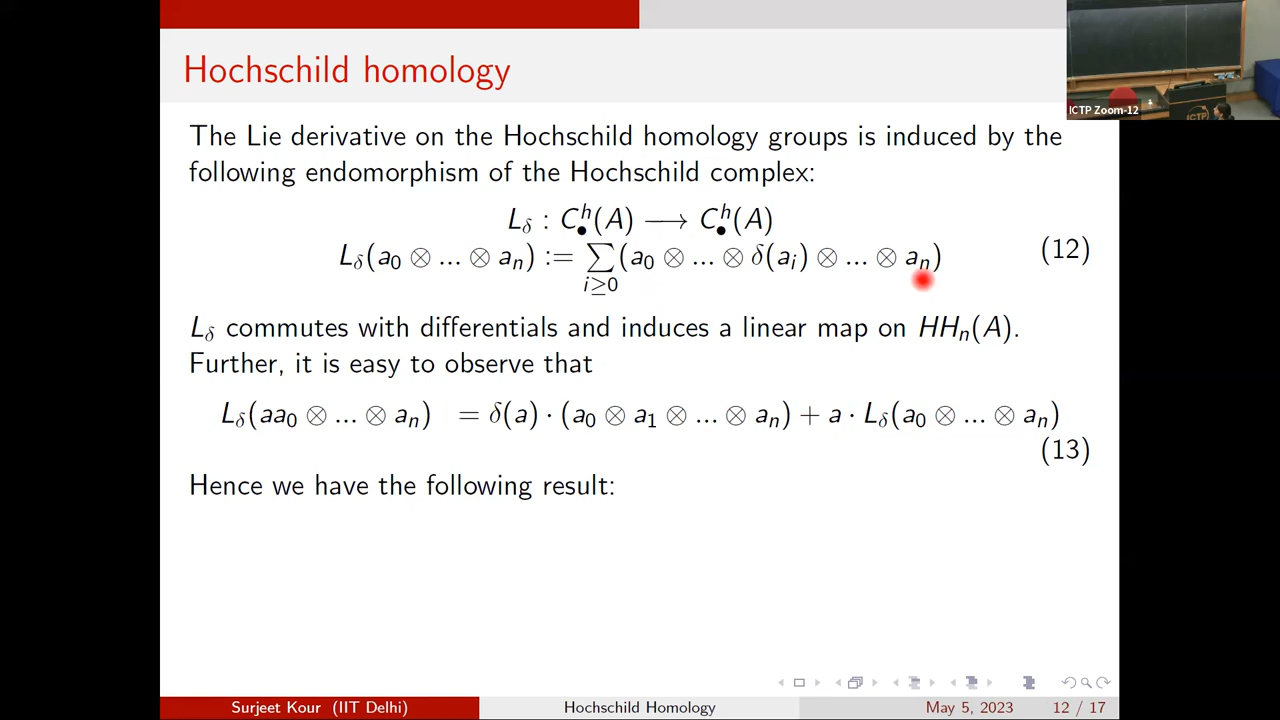 Hochschild homology
ICTP Zoom-12
The Lie derivative on the Hochschild homology groups is induced by the
following endomorphism of the Hochschild complex:
L_δ : C^h_•(A) ⟶ C^h_•(A)
L_δ(a_0 ⊗ ... ⊗ a_n) := ∑_{i≥0}(a_0 ⊗ ... ⊗ δ(a_i) ⊗ ... ⊗ a_n) (12)
L_δ commutes with differentials and induces a linear map on HH_n(A).
Further, it is easy to observe that
L_δ(aa_0 ⊗ ... ⊗ a_n) = δ(a) · (a_0 ⊗ a_1 ⊗ ... ⊗ a_n) + a · L_δ(a_0 ⊗ ... ⊗ a_n)
(13)
Hence we have the following result:
Surjeet Kour (IIT Delhi) Hochschild Homology May 5, 2023 12 / 17